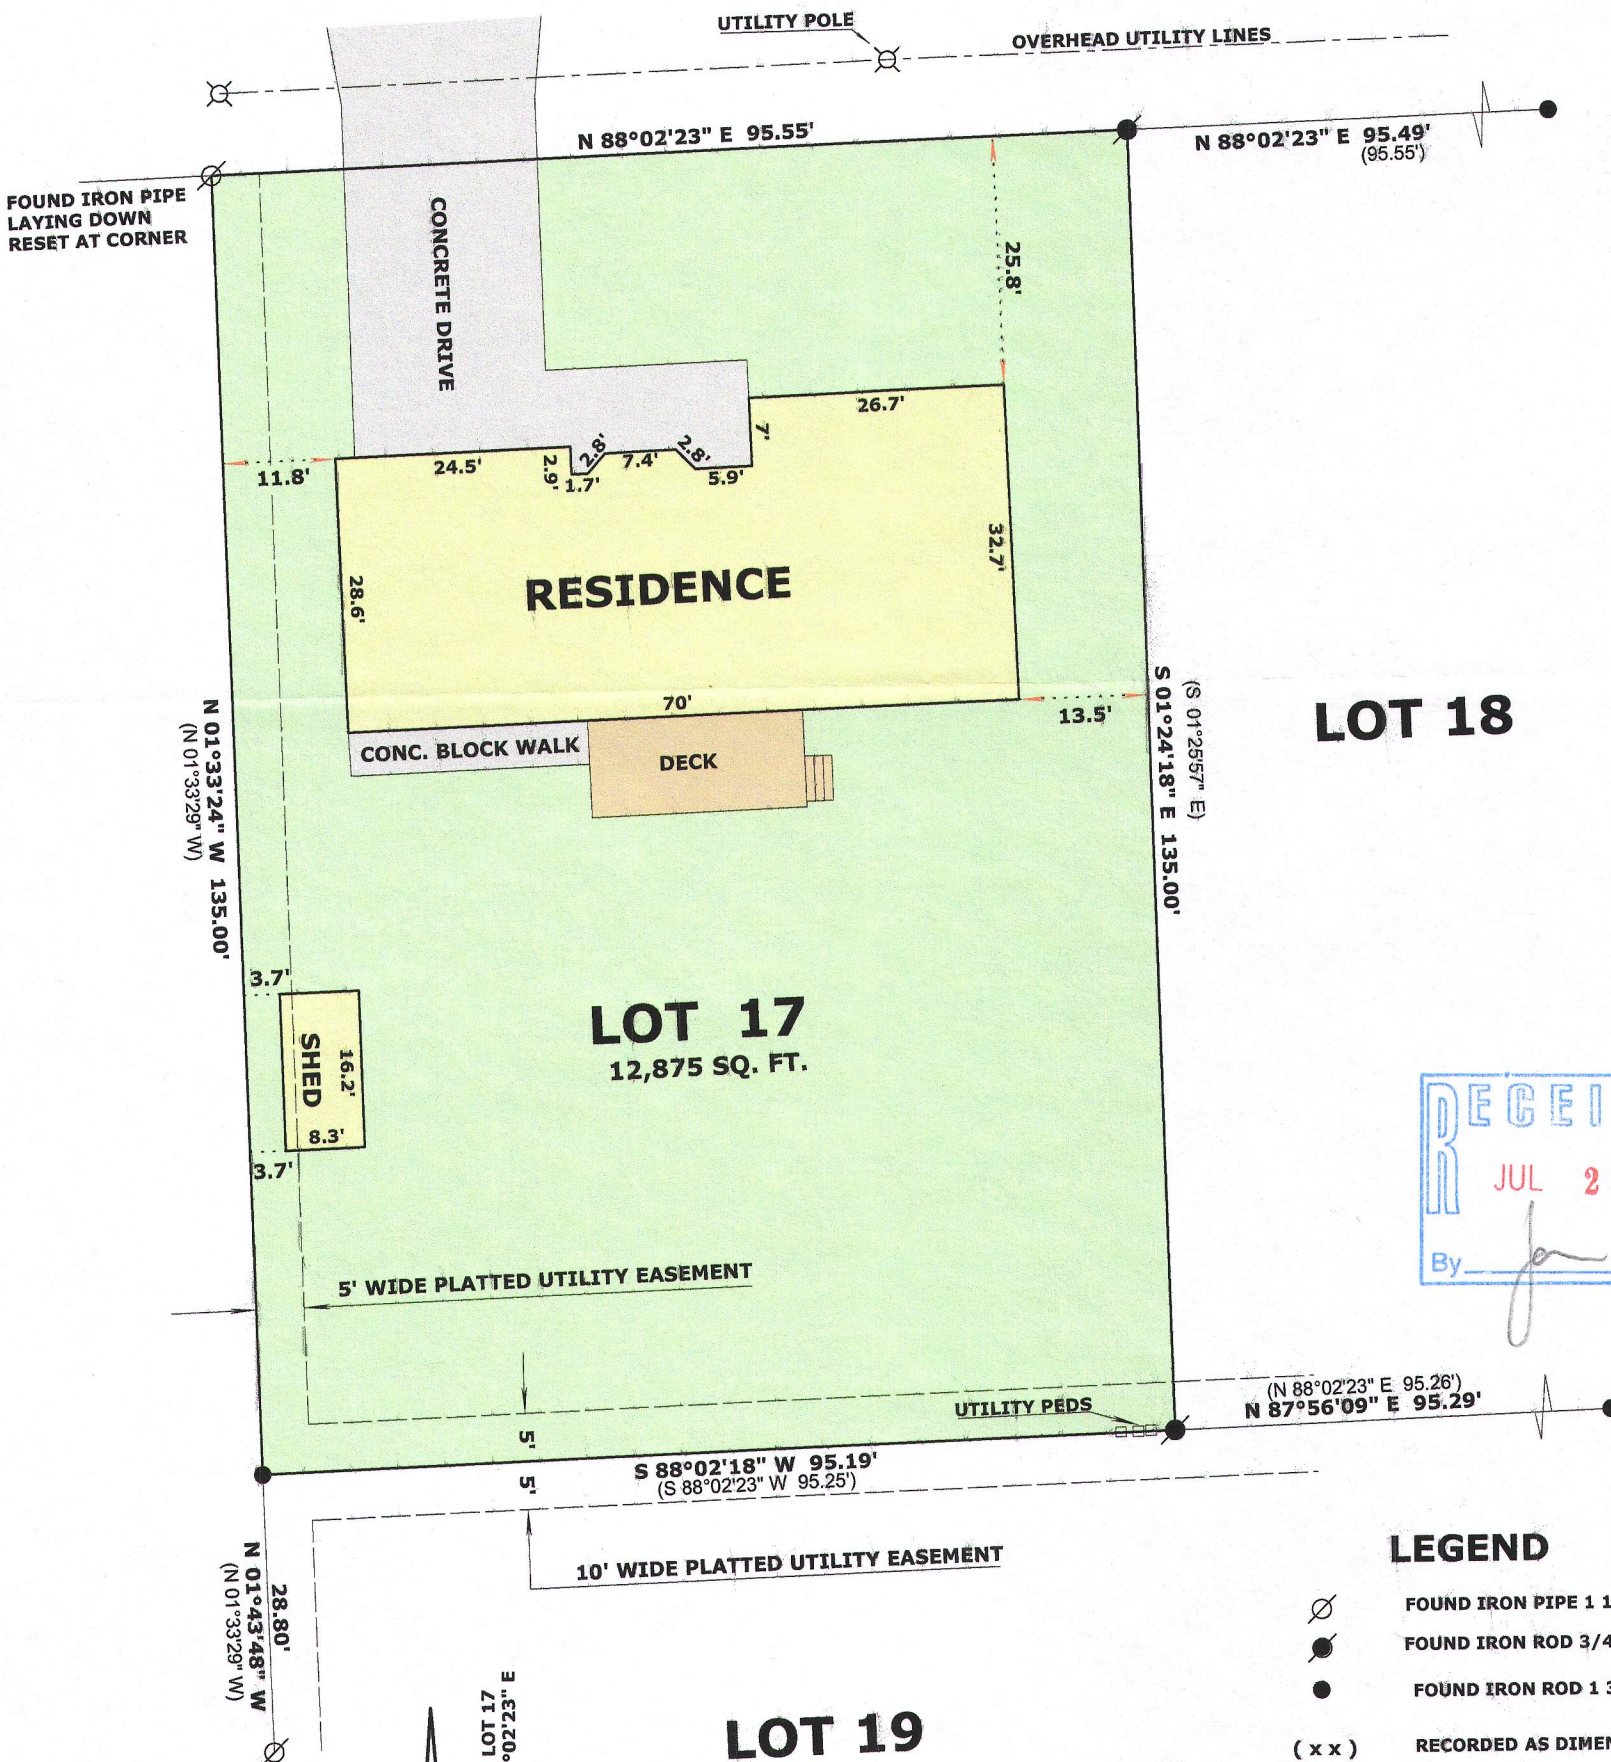 UTILITY POLE
OVERHEAD UTILITY LINES
N 88°02'23" E 95.55'
N 88°02'23" E 95.49'
(95.55')
FOUND IRON PIPE
LAYING DOWN
RESET AT CORNER
CONCRETE DRIVE
25.8'
26.7'
7'
2.8'
2.8'
7.4'
24.5'
2.9'
1.7'
5.9'
11.8'
32.7'
28.6'
RESIDENCE
70'
13.5'
CONC. BLOCK WALK
DECK
LOT 18
N 01°33'24" W 135.00'
(N 01°33'29" W)
S 01°24'18" E 135.00'
(S 01°25'57" E)
3.7'
SHED
16.2'
8.3'
3.7'
LOT 17
12,875 SQ. FT.
RECEI
JUL 2
By
5' WIDE PLATTED UTILITY EASEMENT
UTILITY PEDS
(N 88°02'23" E 95.26')
N 87°56'09" E 95.29'
5'
5'
S 88°02'18" W 95.19'
(S 88°02'23" W 95.25')
10' WIDE PLATTED UTILITY EASEMENT
28.80'
N 01°43'48" W
(N 01°33'29" W)
LOT 17
°02'23" E
LOT 19
LEGEND
FOUND IRON PIPE 1 1
FOUND IRON ROD 3/4
FOUND IRON ROD 1 3
(xx) RECORDED AS DIMEN